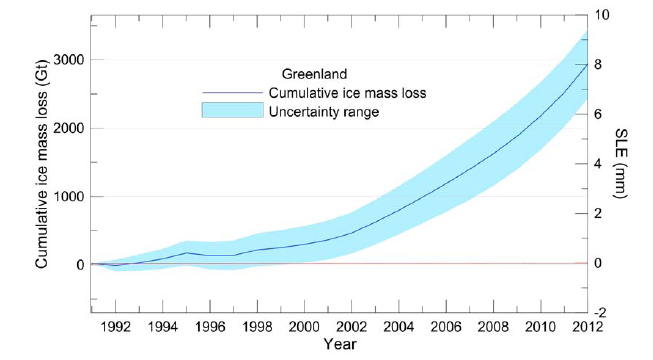 10
3000
8
Greenland
Cumulative ice mass loss
Uncertainty range
6
2000
4
1000
2
0
0
-2
1992 1994 1996 1998 2000 2002 2004 2006 2008 2010 2012
Year
Cumulative ice mass loss (Gt)
SLE (mm)